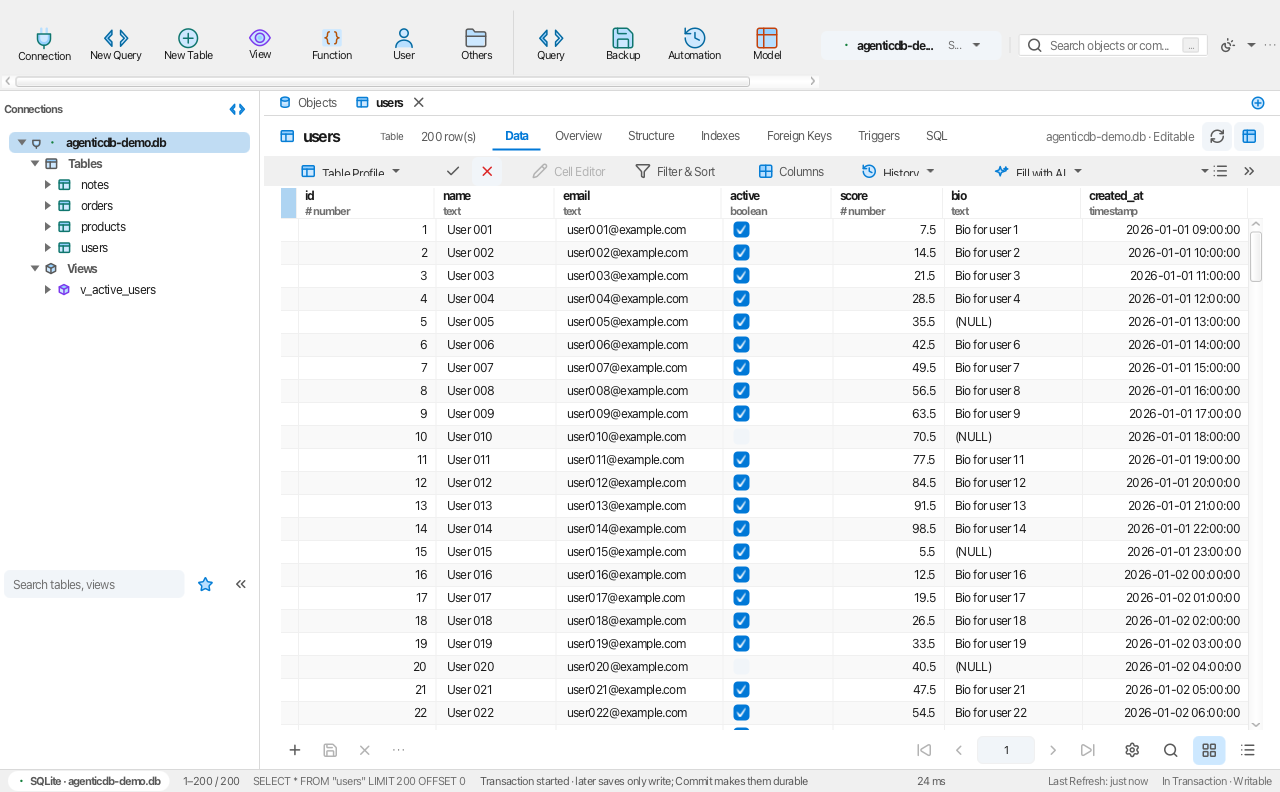 Connection New Query New Table View Function User Others Query Backup Automation Model agenticdb-de... S... Search objects or com... ...
Connections
agenticdb-demo.db
Tables
notes
orders
products
users
Views
v_active_users
Search tables, views
Objects users
users Table 200 row(s) Data Overview Structure Indexes Foreign Keys Triggers SQL agenticdb-demo.db · Editable
Table Profile Cell Editor Filter & Sort Columns History Fill with AI
id name email active score bio created_at
# number text text boolean # number text timestamp
1 User 001 user001@example.com 7.5 Bio for user 1 2026-01-01 09:00:00
2 User 002 user002@example.com 14.5 Bio for user 2 2026-01-01 10:00:00
3 User 003 user003@example.com 21.5 Bio for user 3 2026-01-01 11:00:00
4 User 004 user004@example.com 28.5 Bio for user 4 2026-01-01 12:00:00
5 User 005 user005@example.com 35.5 (NULL) 2026-01-01 13:00:00
6 User 006 user006@example.com 42.5 Bio for user 6 2026-01-01 14:00:00
7 User 007 user007@example.com 49.5 Bio for user 7 2026-01-01 15:00:00
8 User 008 user008@example.com 56.5 Bio for user 8 2026-01-01 16:00:00
9 User 009 user009@example.com 63.5 Bio for user 9 2026-01-01 17:00:00
10 User 010 user010@example.com 70.5 (NULL) 2026-01-01 18:00:00
11 User 011 user011@example.com 77.5 Bio for user 11 2026-01-01 19:00:00
12 User 012 user012@example.com 84.5 Bio for user 12 2026-01-01 20:00:00
13 User 013 user013@example.com 91.5 Bio for user 13 2026-01-01 21:00:00
14 User 014 user014@example.com 98.5 Bio for user 14 2026-01-01 22:00:00
15 User 015 user015@example.com 5.5 (NULL) 2026-01-01 23:00:00
16 User 016 user016@example.com 12.5 Bio for user 16 2026-01-02 00:00:00
17 User 017 user017@example.com 19.5 Bio for user 17 2026-01-02 01:00:00
18 User 018 user018@example.com 26.5 Bio for user 18 2026-01-02 02:00:00
19 User 019 user019@example.com 33.5 Bio for user 19 2026-01-02 03:00:00
20 User 020 user020@example.com 40.5 (NULL) 2026-01-02 04:00:00
21 User 021 user021@example.com 47.5 Bio for user 21 2026-01-02 05:00:00
22 User 022 user022@example.com 54.5 Bio for user 22 2026-01-02 06:00:00
1
SQLite · agenticdb-demo.db 1–200 / 200 SELECT * FROM "users" LIMIT 200 OFFSET 0 Transaction started · later saves only write; Commit makes them durable 24 ms Last Refresh: just now In Transaction · Writable